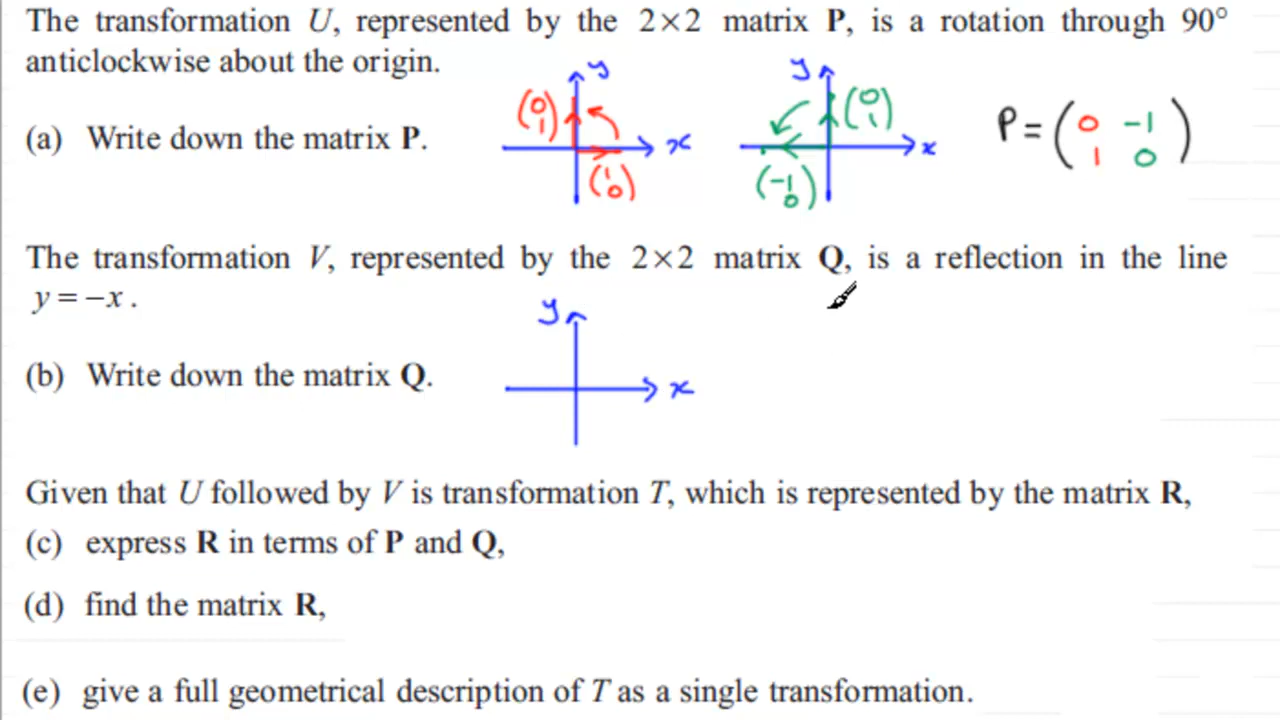 The transformation U, represented by the 2×2 matrix P, is a rotation through 90°
anticlockwise about the origin.
(a) Write down the matrix P.
y
x
(0 1)
(1 0)
y
x
(0 1)
(-1 0)
P = (0 -1
1 0)
The transformation V, represented by the 2×2 matrix Q, is a reflection in the line
y = −x.
(b) Write down the matrix Q.
y
x
Given that U followed by V is transformation T, which is represented by the matrix R,
(c) express R in terms of P and Q,
(d) find the matrix R,
(e) give a full geometrical description of T as a single transformation.